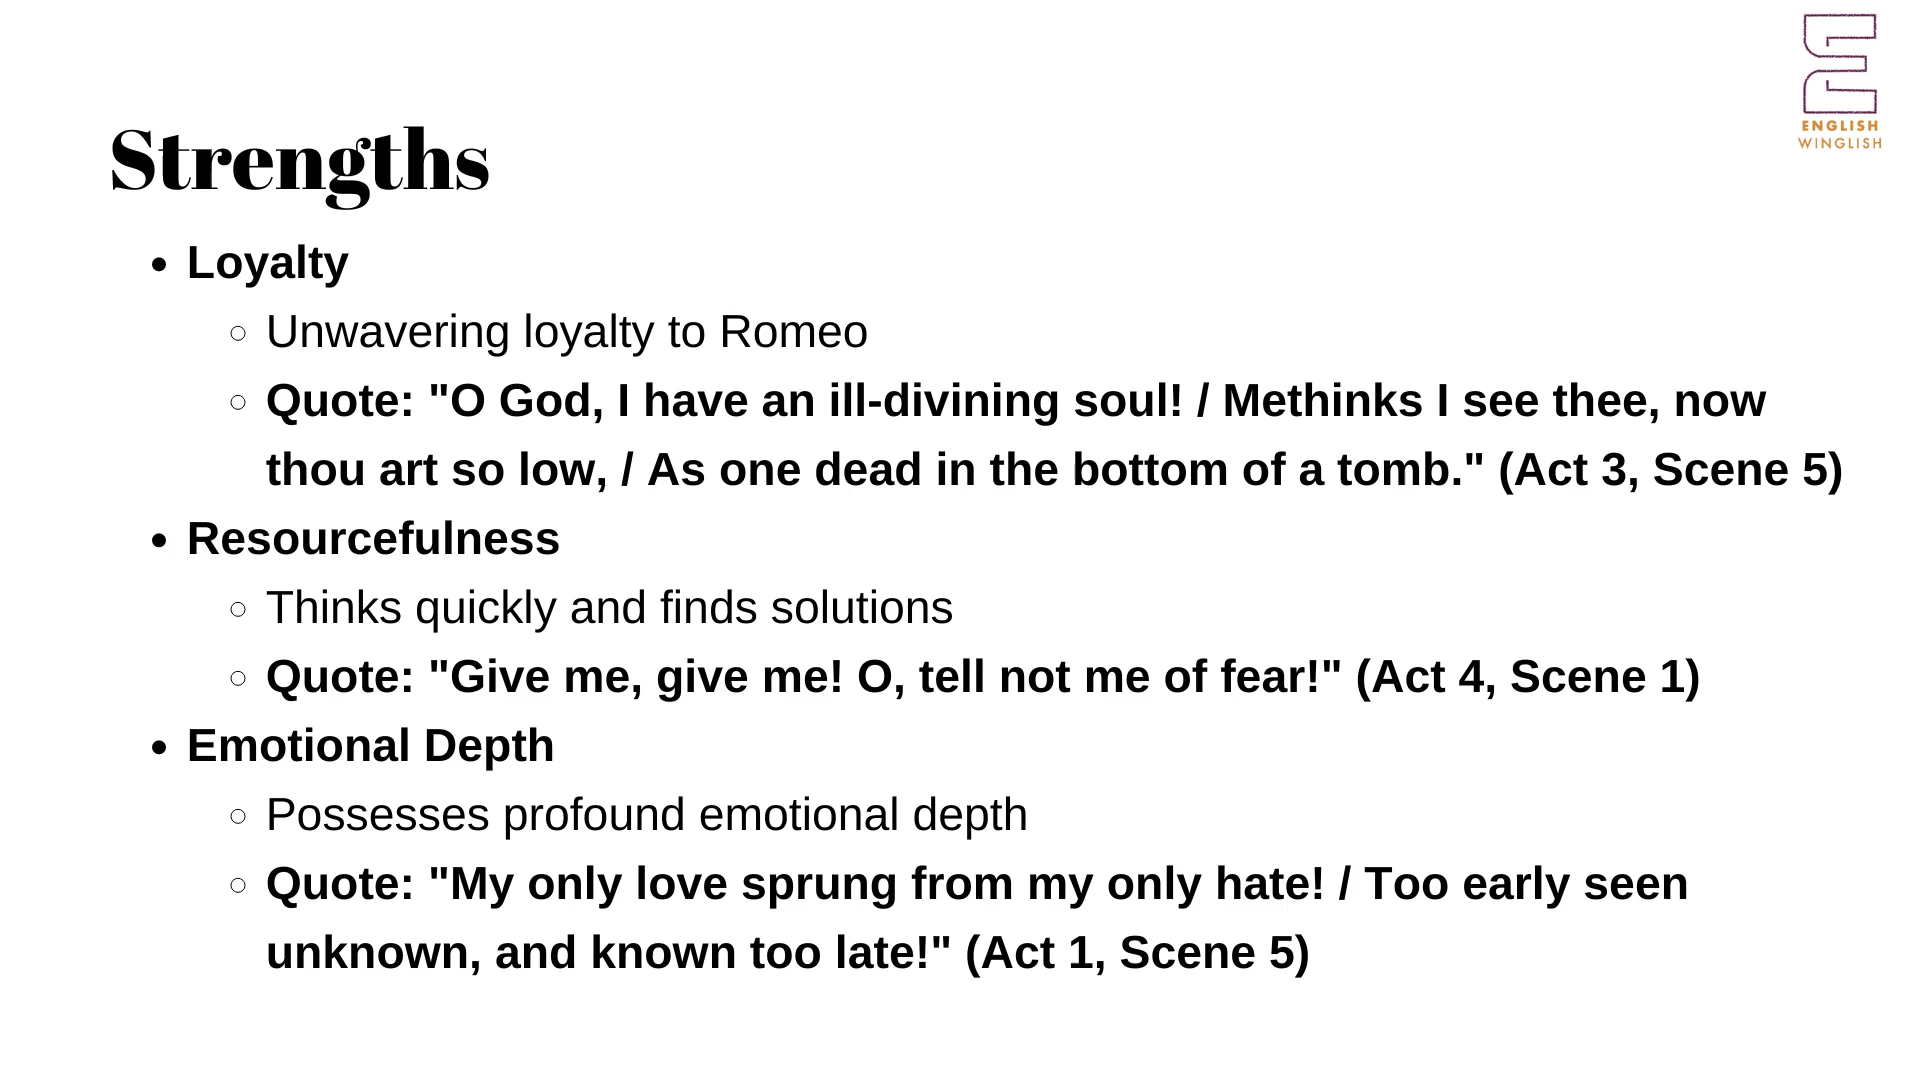 ENGLISH
WINGLISH
Strengths
• Loyalty
○ Unwavering loyalty to Romeo
○ Quote: "O God, I have an ill-divining soul! / Methinks I see thee, now
thou art so low, / As one dead in the bottom of a tomb." (Act 3, Scene 5)
• Resourcefulness
○ Thinks quickly and finds solutions
○ Quote: "Give me, give me! O, tell not me of fear!" (Act 4, Scene 1)
• Emotional Depth
○ Possesses profound emotional depth
○ Quote: "My only love sprung from my only hate! / Too early seen
unknown, and known too late!" (Act 1, Scene 5)